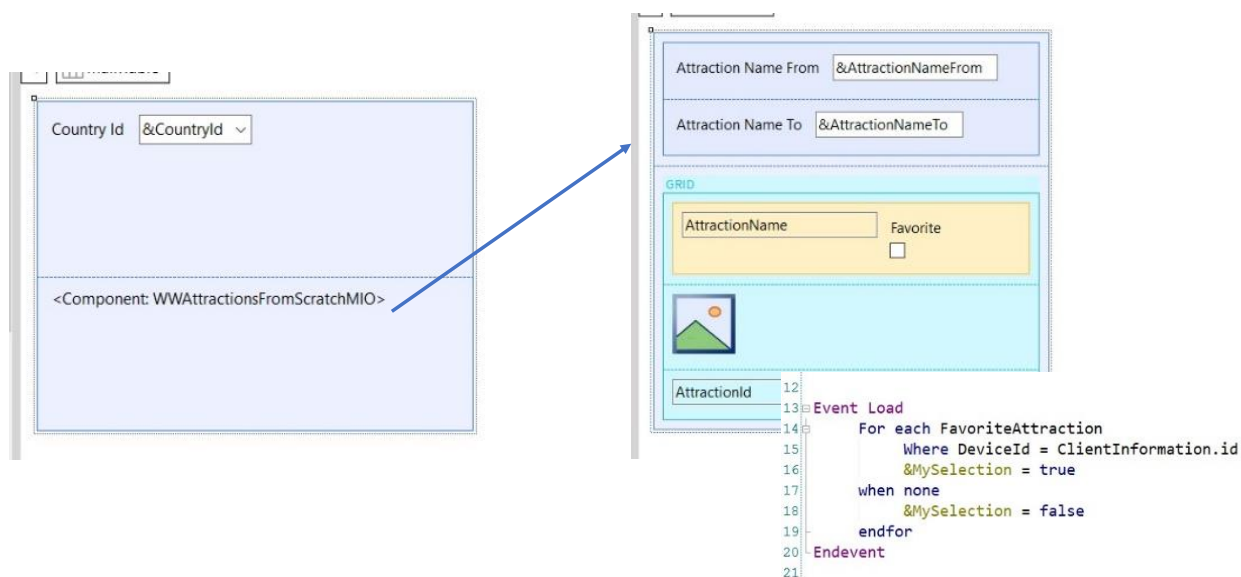 Country Id &CountryId
<Component: WWAttractionsFromScratchMIO>
Attraction Name From &AttractionNameFrom
Attraction Name To &AttractionNameTo
GRID
AttractionName Favorite
AttractionId
12
13 Event Load
14 For each FavoriteAttraction
15 Where DeviceId = ClientInformation.id
16 &MySelection = true
17 when none
18 &MySelection = false
19 endfor
20 Endevent
21